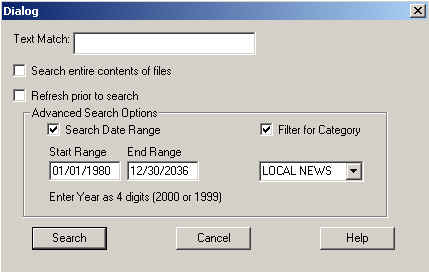 Dialog
Text Match:
Search entire contents of files
Refresh prior to search
Advanced Search Options
Search Date Range
Filter for Category
Start Range End Range
01/01/1980 12/30/2036 LOCAL NEWS
Enter Year as 4 digits (2000 or 1999)
Search Cancel Help